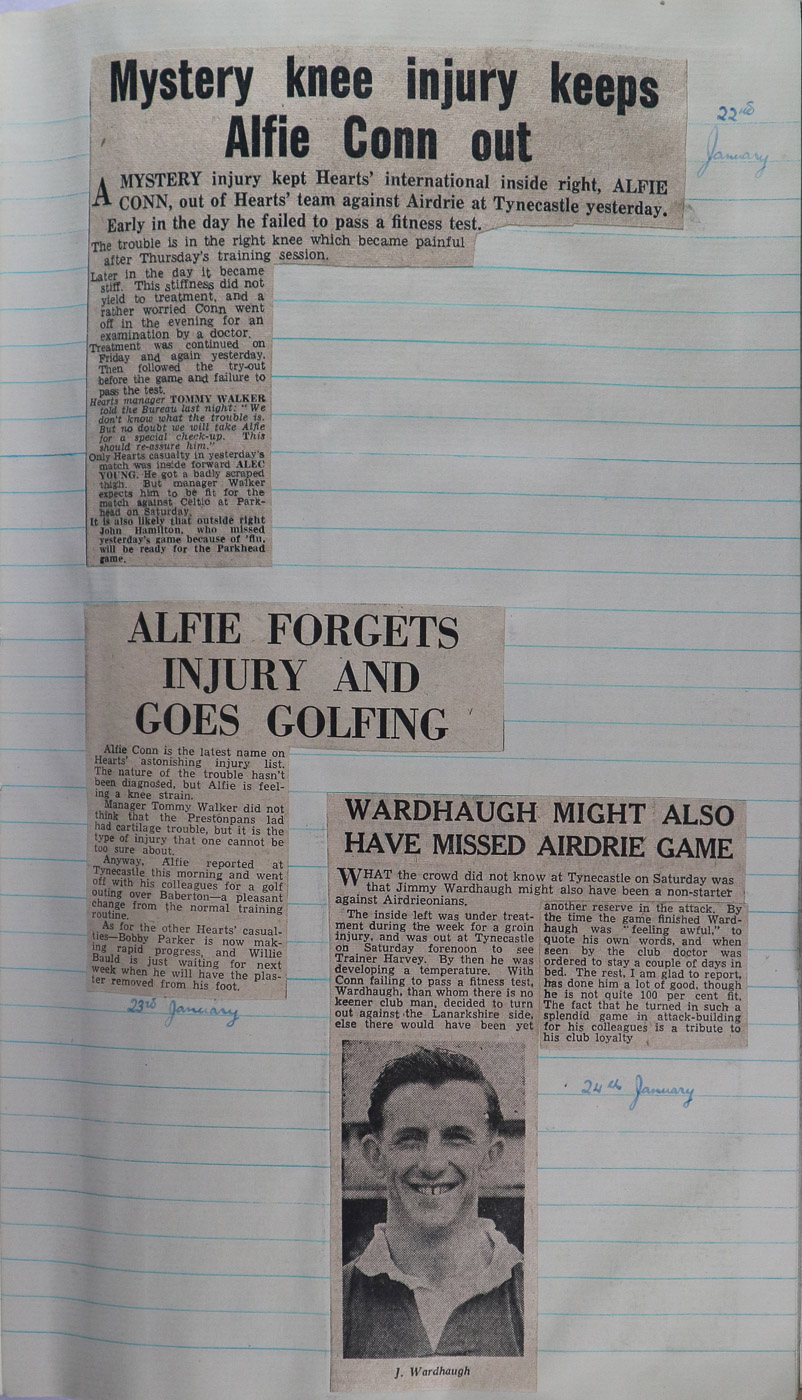 Mystery knee injury keeps
Alfie Conn out
22nd
January
A MYSTERY injury kept Hearts' international inside right, ALFIE
CONN, out of Hearts' team against Airdrie at Tynecastle yesterday.
Early in the day he failed to pass a fitness test.
The trouble is in the right knee which became painful
after Thursday's training session.
Later in the day it became
stiff. This stiffness did not
yield to treatment, and a
rather worried Conn went
off in the evening for an
examination by a doctor.
Treatment was continued on
Friday and again yesterday.
Then followed the try-out
before the game and failure to
pass the test.
Hearts manager TOMMY WALKER
told the Bureau last night: "We
don't know what the trouble is.
But no doubt we will take Alfie
for a special check-up. This
should re-assure him."
Only Hearts casualty in yesterday's
match was inside forward ALEC
YOUNG. He got a badly scraped
thigh. But manager Walker
expects him to be fit for the
match against Celtic at Park-
head on Saturday.
It is also likely that outside right
John Hamilton, who missed
yesterday's game because of 'flu,
will be ready for the Parkhead
game.
ALFIE FORGETS
INJURY AND
GOES GOLFING
Alfie Conn is the latest name on
Hearts' astonishing injury list.
The nature of the trouble hasn't
been diagnosed, but Alfie is feel-
ing a knee strain.
Manager Tommy Walker did not
think that the Prestonpans lad
had cartilage trouble, but it is the
type of injury that one cannot be
too sure about.
Anyway, Alfie reported at
Tynecastle this morning and went
off with his colleagues for a golf
outing over Baberton—a pleasant
change from the normal training
routine.
As for the other Hearts' casual-
ties—Bobby Parker is now mak-
ing rapid progress, and Willie
Bauld is just waiting for next
week when he will have the plas-
ter removed from his foot.
23rd January
WARDHAUGH MIGHT ALSO
HAVE MISSED AIRDRIE GAME
WHAT the crowd did not know at Tynecastle on Saturday was
that Jimmy Wardhaugh might also have been a non-starter
against Airdrieonians.
The inside left was under treat-
ment during the week for a groin
injury, and was out at Tynecastle
on Saturday forenoon to see
Trainer Harvey. By then he was
developing a temperature. With
Conn failing to pass a fitness test,
Wardhaugh, than whom there is no
keener club man, decided to turn
out against the Lanarkshire side,
else there would have been yet
another reserve in the attack. By
the time the game finished Ward-
haugh was "feeling awful," to
quote his own words, and when
seen by the club doctor was
ordered to stay a couple of days in
bed. The rest, I am glad to report,
has done him a lot of good, though
he is not quite 100 per cent fit.
The fact that he turned in such a
splendid game in attack-building
for his colleagues is a tribute to
his club loyalty
24th January
J. Wardhaugh